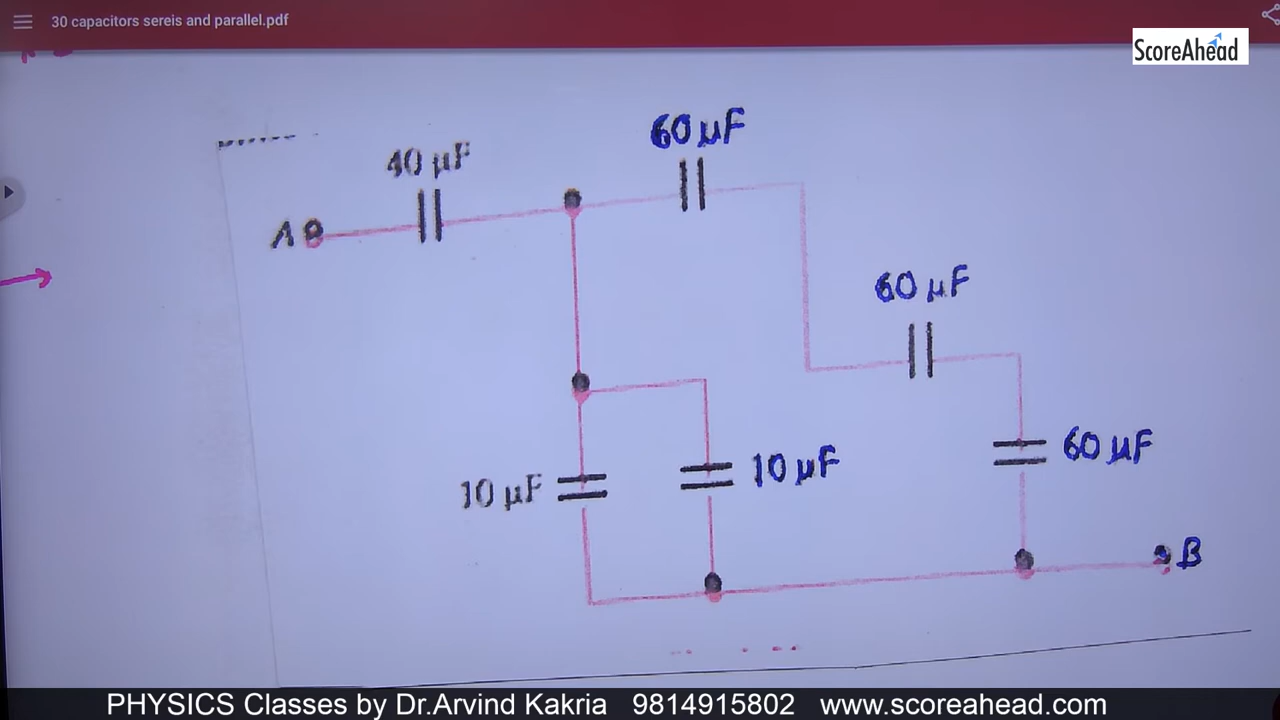 30 capacitors sereis and parallel.pdf
ScoreAhead
60 µF
40 µF
A
60 µF
60 µF
10 µF
10 µF
B
PHYSICS Classes by Dr.Arvind Kakria 9814915802 www.scoreahead.com